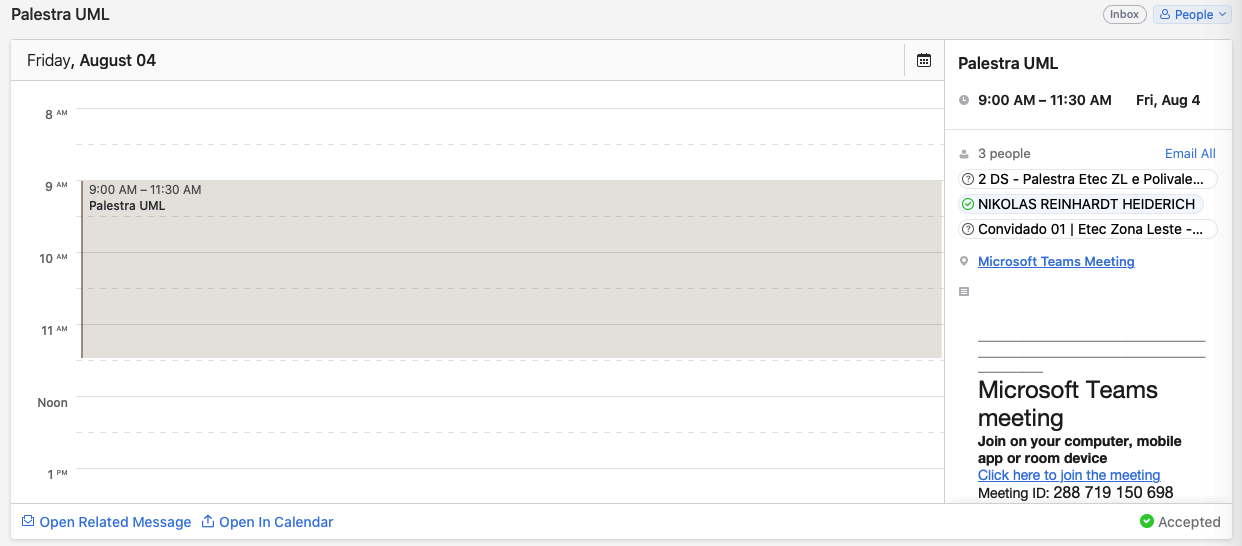 Palestra UML
Inbox
People
Friday, August 04
8 AM
9 AM
9:00 AM – 11:30 AM
Palestra UML
10 AM
11 AM
Noon
1 PM
Palestra UML
9:00 AM – 11:30 AM Fri, Aug 4
3 people Email All
2 DS - Palestra Etec ZL e Polivale...
NIKOLAS REINHARDT HEIDERICH
Convidado 01 | Etec Zona Leste -...
Microsoft Teams Meeting
Microsoft Teams
meeting
Join on your computer, mobile
app or room device
Click here to join the meeting
Meeting ID: 288 719 150 698
Open Related Message Open In Calendar
Accepted